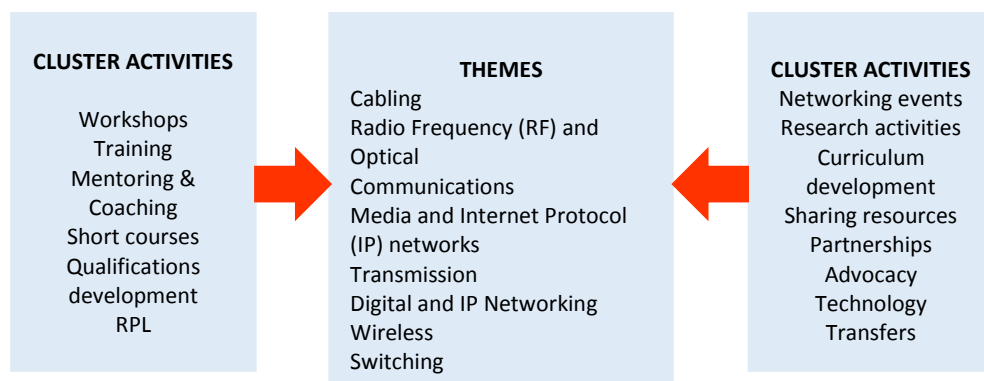 CLUSTER ACTIVITIES
Workshops
Training
Mentoring &
Coaching
Short courses
Qualifications
development
RPL
THEMES
Cabling
Radio Frequency (RF) and
Optical
Communications
Media and Internet Protocol
(IP) networks
Transmission
Digital and IP Networking
Wireless
Switching
CLUSTER ACTIVITIES
Networking events
Research activities
Curriculum
development
Sharing resources
Partnerships
Advocacy
Technology
Transfers